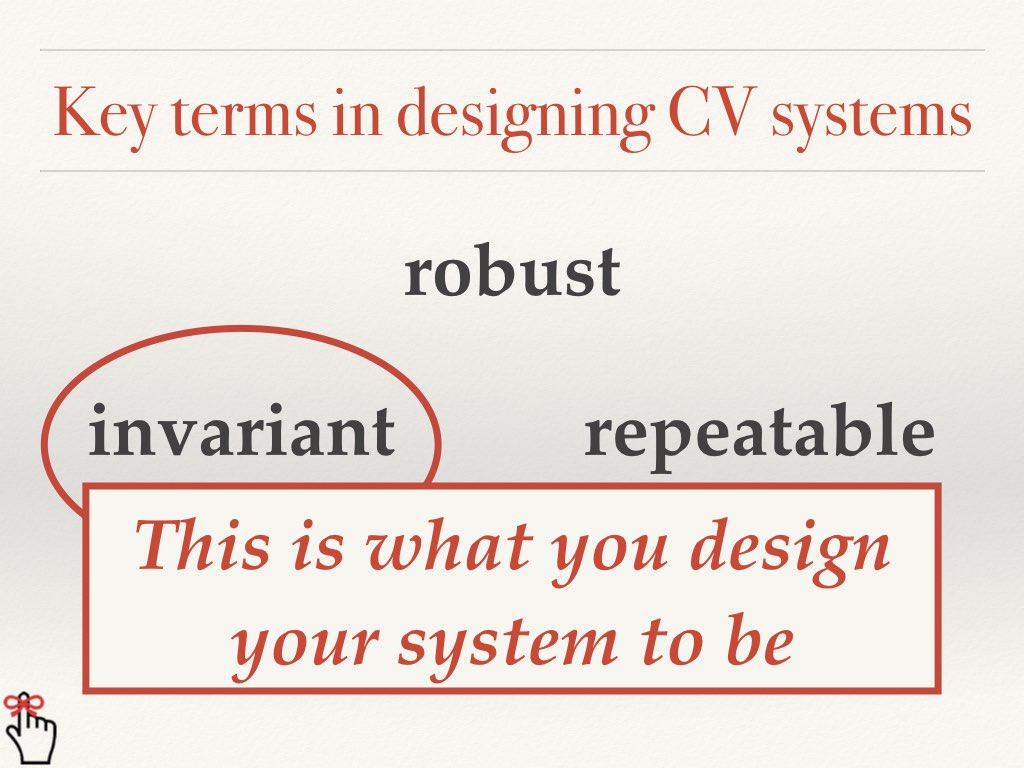 Key terms in designing CV systems
robust
invariant
repeatable
This is what you design
your system to be